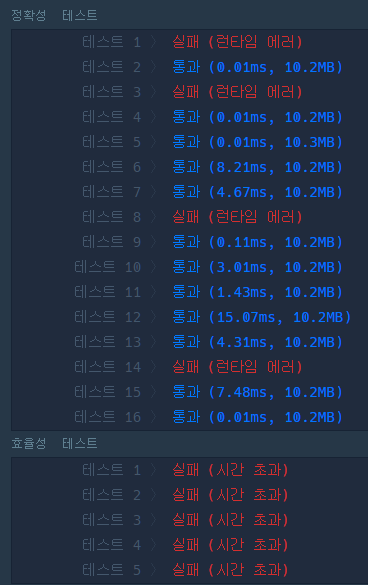 정확성 테스트
테스트 1 〉 실패 (런타임 에러)
테스트 2 〉 통과 (0.01ms, 10.2MB)
테스트 3 〉 실패 (런타임 에러)
테스트 4 〉 통과 (0.01ms, 10.2MB)
테스트 5 〉 통과 (0.01ms, 10.3MB)
테스트 6 〉 통과 (8.21ms, 10.2MB)
테스트 7 〉 통과 (4.67ms, 10.2MB)
테스트 8 〉 실패 (런타임 에러)
테스트 9 〉 통과 (0.11ms, 10.2MB)
테스트 10 〉 통과 (3.01ms, 10.2MB)
테스트 11 〉 통과 (1.43ms, 10.2MB)
테스트 12 〉 통과 (15.07ms, 10.2MB)
테스트 13 〉 통과 (4.31ms, 10.2MB)
테스트 14 〉 실패 (런타임 에러)
테스트 15 〉 통과 (7.48ms, 10.2MB)
테스트 16 〉 통과 (0.01ms, 10.2MB)
효율성 테스트
테스트 1 〉 실패 (시간 초과)
테스트 2 〉 실패 (시간 초과)
테스트 3 〉 실패 (시간 초과)
테스트 4 〉 실패 (시간 초과)
테스트 5 〉 실패 (시간 초과)